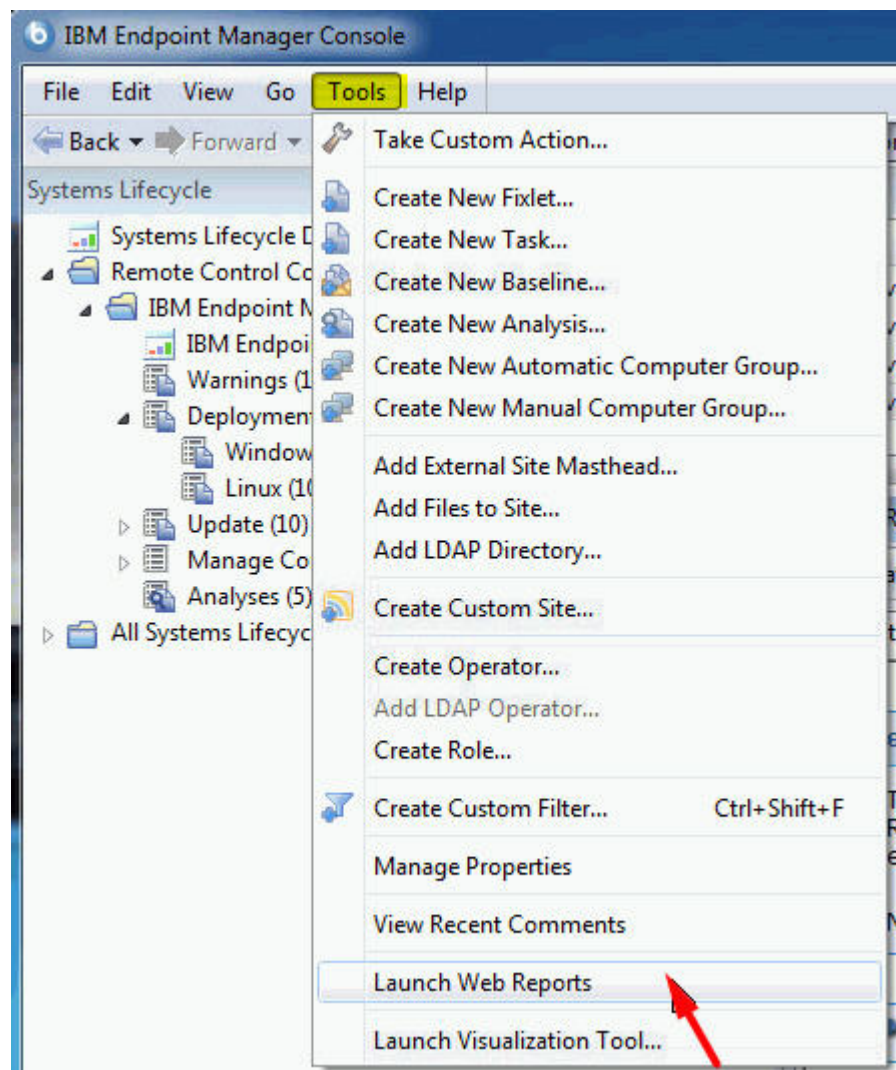 IBM Endpoint Manager Console
File Edit View Go Tools Help
Back Forward
Systems Lifecycle
Systems Lifecycle
Remote Control
IBM Endpoint
IBM
Warnings (1
Deployment
Window
Linux (10
Update (10)
Manage
Analyses (5)
All Systems
Take Custom Action...
Create New Fixlet...
Create New Task...
Create New Baseline...
Create New Analysis...
Create New Automatic Computer Group...
Create New Manual Computer Group...
Add External Site Masthead...
Add Files to Site...
Add LDAP Directory...
Create Custom Site...
Create Operator...
Add LDAP Operator...
Create Role...
Create Custom Filter... Ctrl+Shift+F
Manage Properties
View Recent Comments
Launch Web Reports
Launch Visualization Tool...